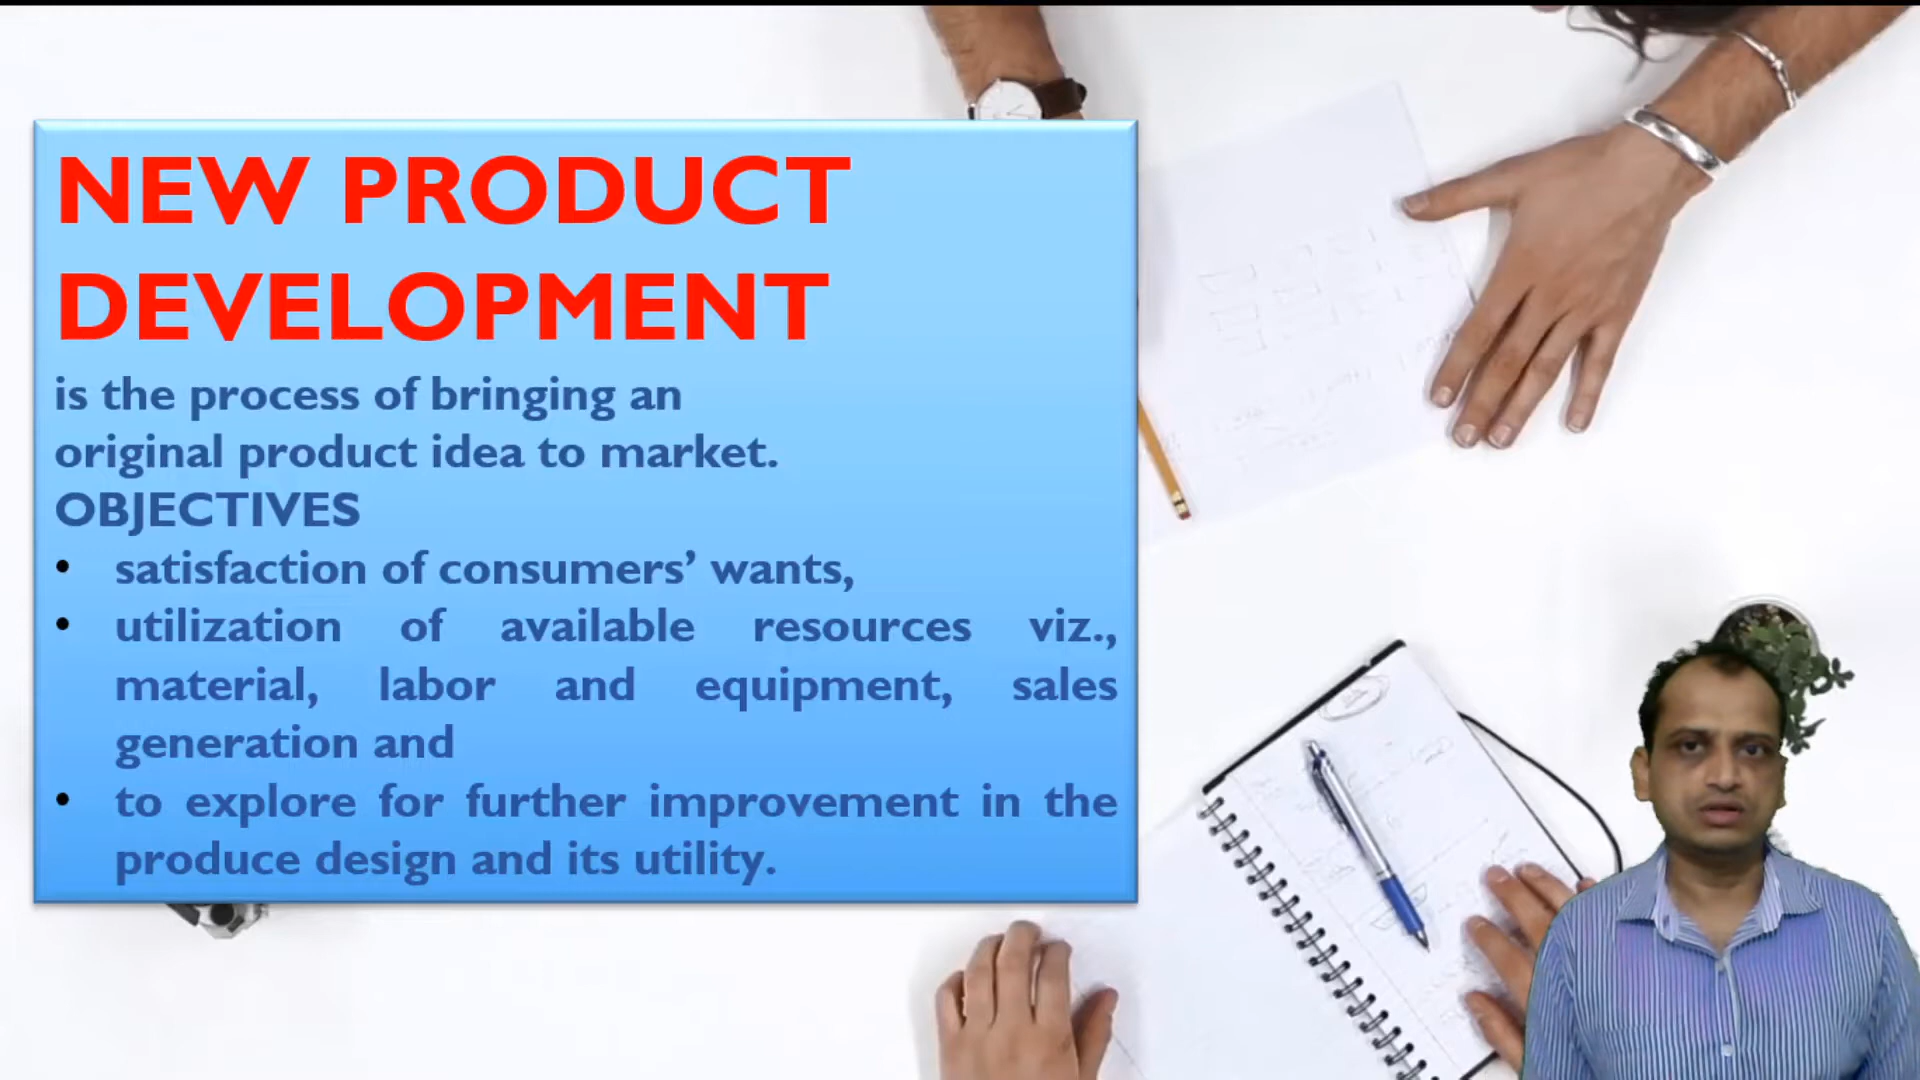 NEW PRODUCT
DEVELOPMENT
is the process of bringing an
original product idea to market.
OBJECTIVES
• satisfaction of consumers’ wants,
• utilization of available resources viz.,
material, labor and equipment, sales
generation and
• to explore for further improvement in the
produce design and its utility.